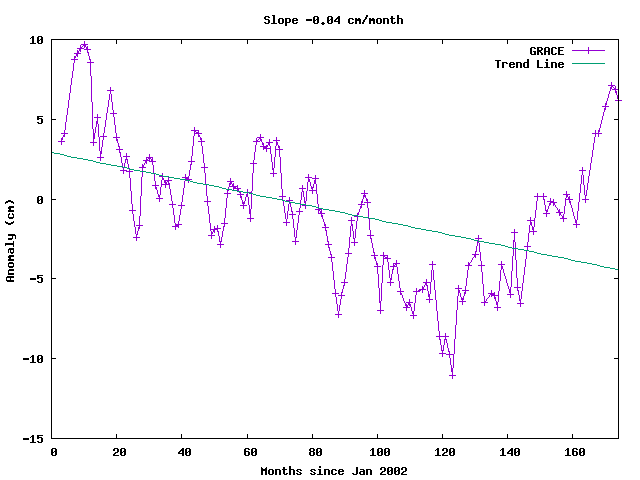 Slope -0.04 cm/month
GRACE
Trend Line
10
5
0
-5
-10
-15
Anomaly (cm)
0 20 40 60 80 100 120 140 160
Months since Jan 2002